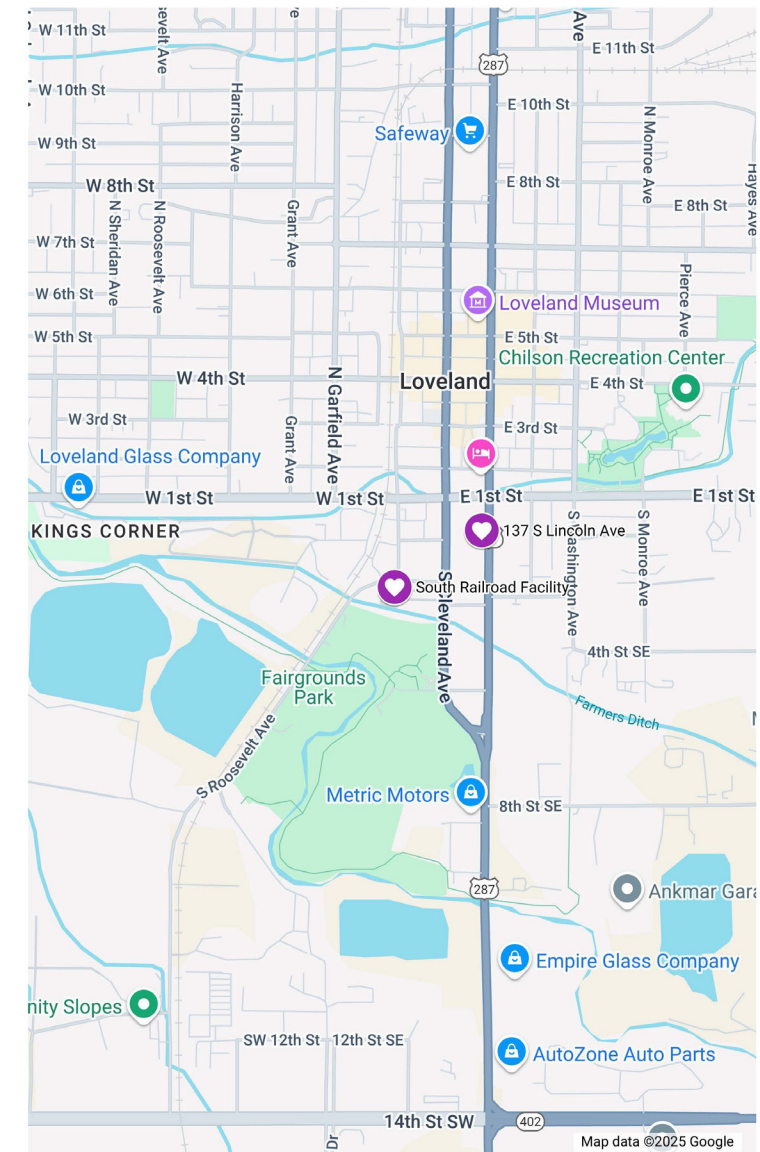 W 11th St
E 11th St
287
W 10th St
Harrison Ave
E 10th St
N Monroe Ave
Safeway
W 9th St
W 8th St
E 8th St
E 8th St
Hayes Ave
N Sheridan Ave
N Roosevelt Ave
Grant Ave
W 7th St
Pierce Ave
W 6th St
Loveland Museum
W 5th St
E 5th St
Chilson Recreation Center
W 4th St
Loveland
E 4th St
N Garfield Ave
W 3rd St
Grant Ave
E 3rd St
Loveland Glass Company
W 1st St
W 1st St
E 1st St
E 1st St
KINGS CORNER
137 S Lincoln Ave
S Washington Ave
S Monroe Ave
South Railroad Facility
S Cleveland Ave
4th St SE
Fairgrounds
Park
Farmers Ditch
S Roosevelt Ave
Metric Motors
8th St SE
287
Ankmar Gara
Empire Glass Company
nity Slopes
SW 12th St
12th St SE
AutoZone Auto Parts
14th St SW
402
Dr
Map data ©2025 Google